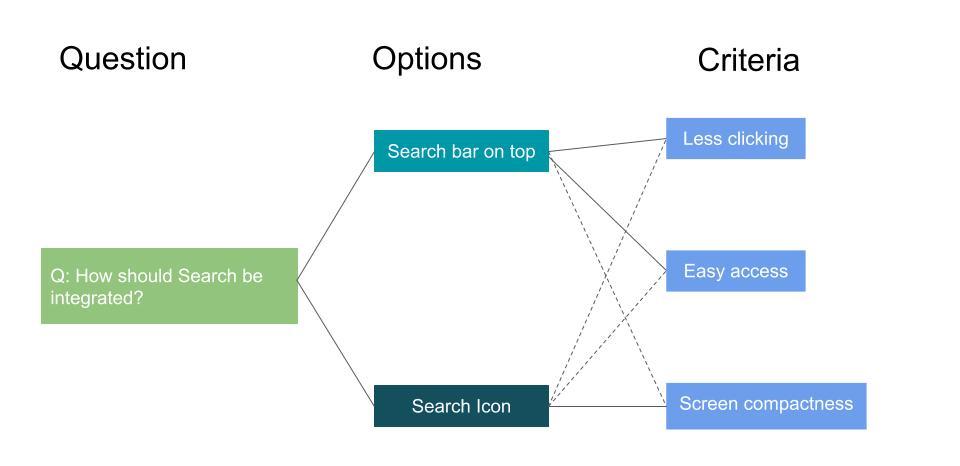 Question
Options
Criteria
Q: How should Search be
integrated?
Search bar on top
Search Icon
Less clicking
Easy access
Screen compactness